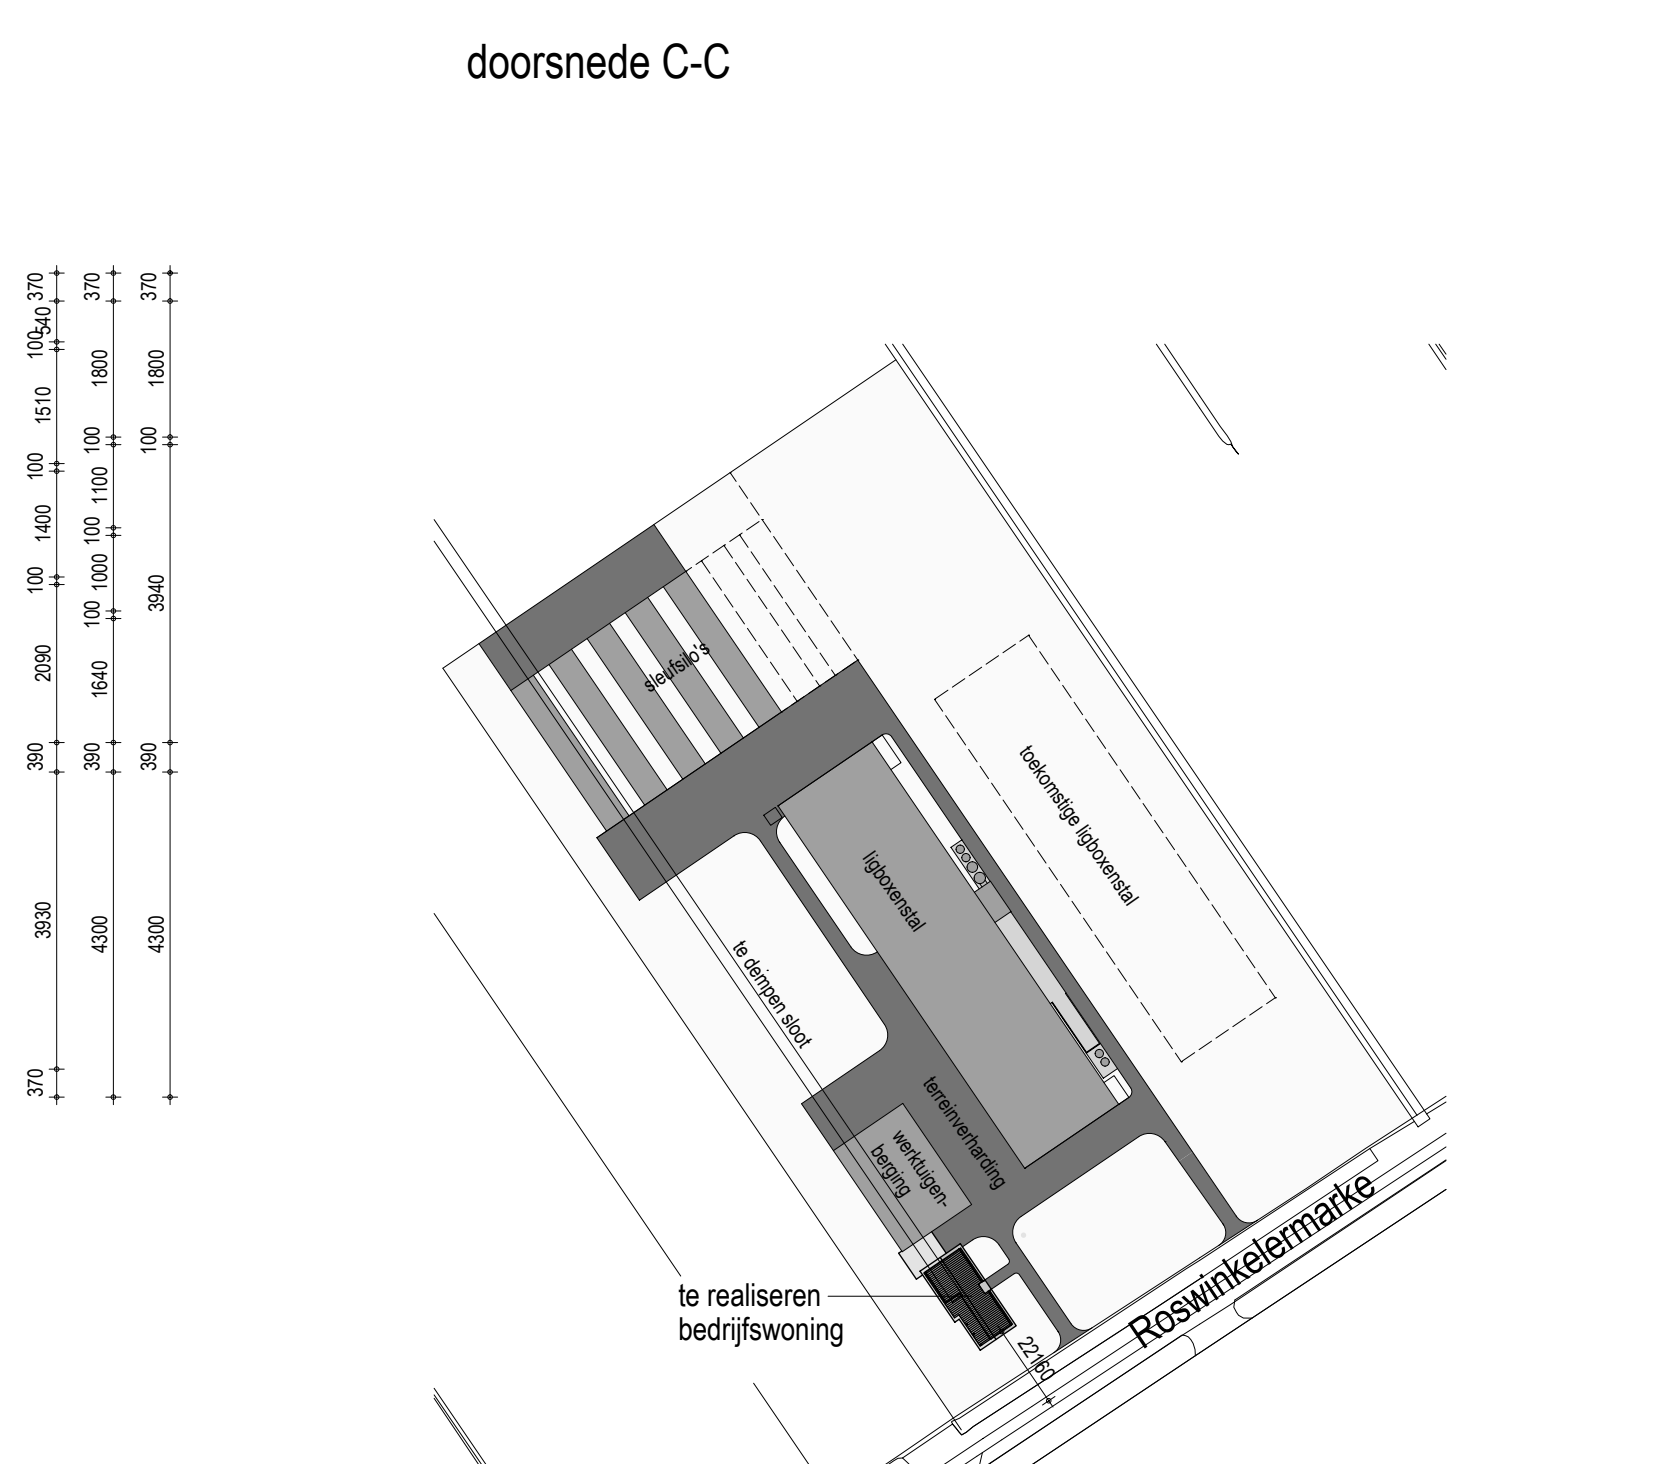 doorsnede C-C
370
540
100
1510
100
1400
100
2090
390
3930
370
370
1800
100
1100
100
1000
100
1640
390
4300
370
1800
100
3940
390
4300
sleufsilo's
toekomstige ligboxenstal
ligboxenstal
te dempen sloot
terreinverharding
werktuigen-
berging
te realiseren
bedrijfswoning
22160
Roswinkelermarke